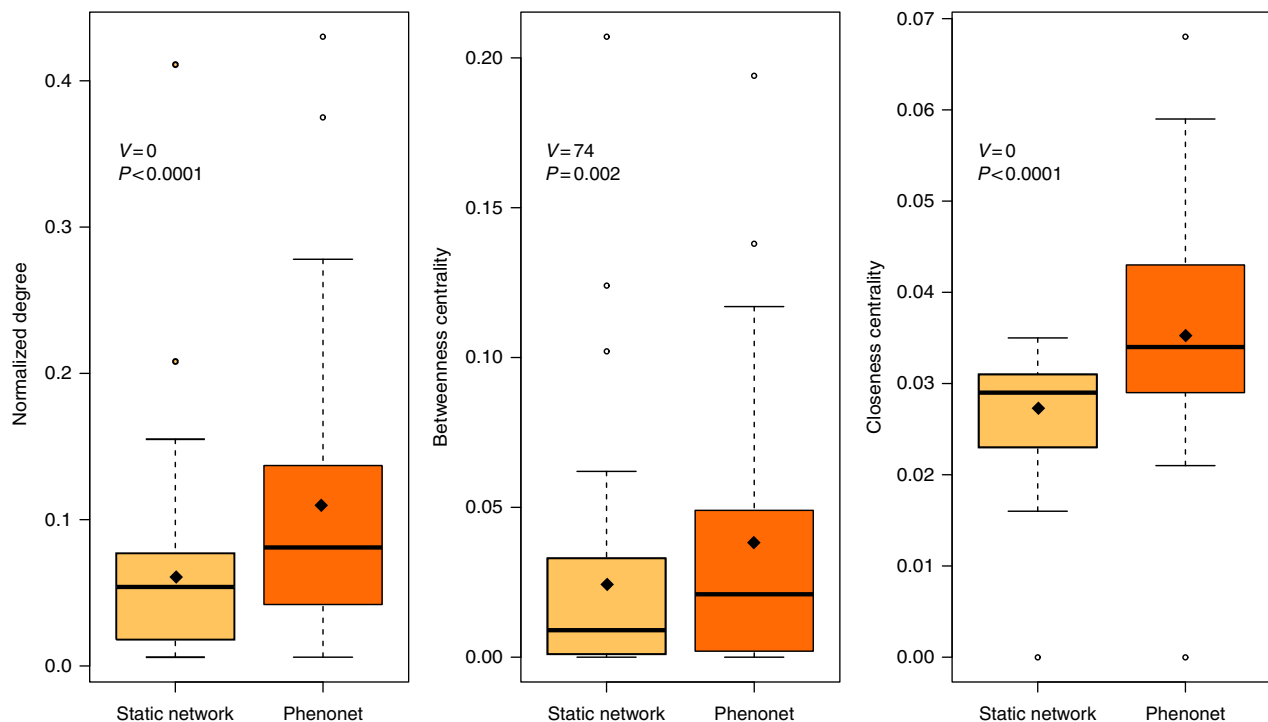 Normalized degree
0.4
0.3
0.2
0.1
0.0
V=0
P<0.0001
Static network
Phenonet
Betwenness centrality
0.20
0.15
0.10
0.05
0.00
V=74
P=0.002
Static network
Phenonet
Closeness centrality
0.07
0.06
0.05
0.04
0.03
0.02
0.01
0.00
V=0
P<0.0001
Static network
Phenonet